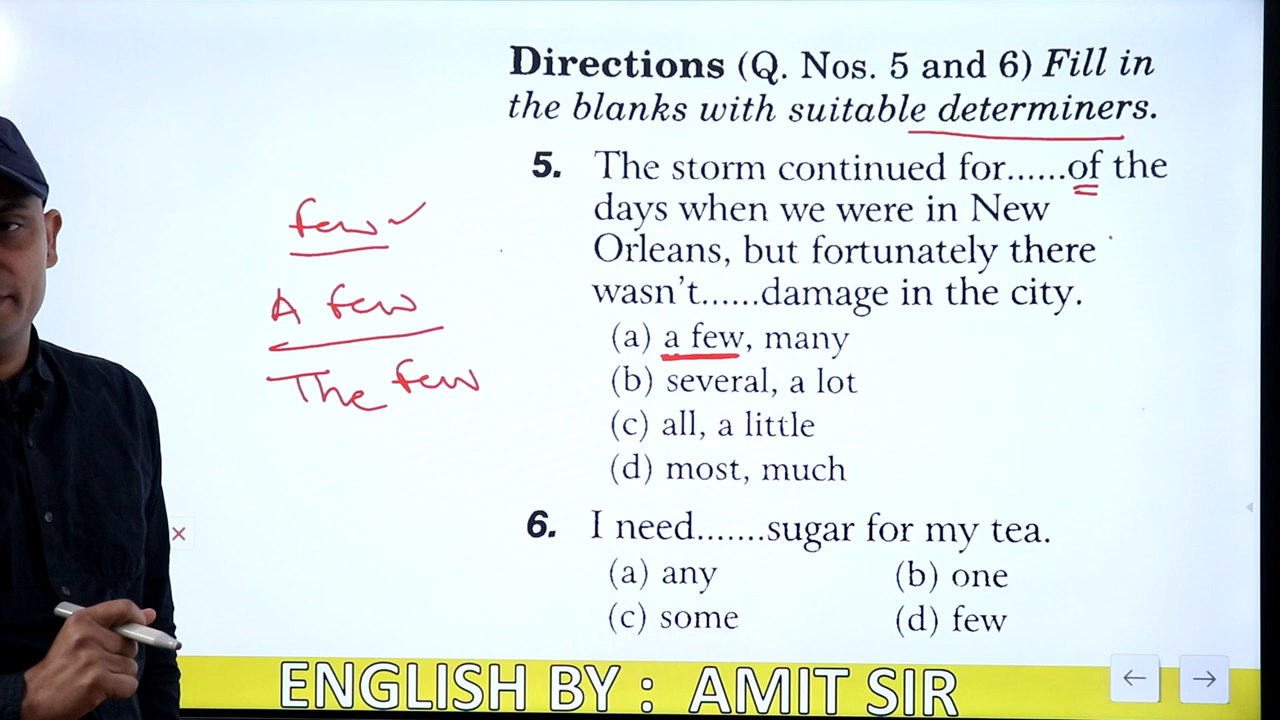 Directions (Q. Nos. 5 and 6) Fill in
the blanks with suitable determiners.
5. The storm continued for......of the
days when we were in New
Orleans, but fortunately there
wasn't......damage in the city.
(a) a few, many
(b) several, a lot
(c) all, a little
(d) most, much
6. I need.......sugar for my tea.
(a) any (b) one
(c) some (d) few
few
A few
The few
ENGLISH BY : AMIT SIR